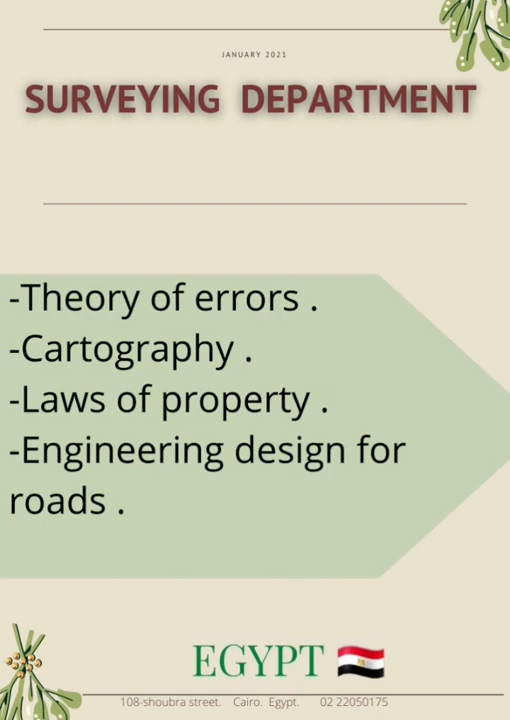 JANUARY 2021
SURVEYING DEPARTMENT
-Theory of errors .
-Cartography .
-Laws of property .
-Engineering design for
roads .
EGYPT 🇪🇬
108-shoubra street. Cairo. Egypt. 02 22050175